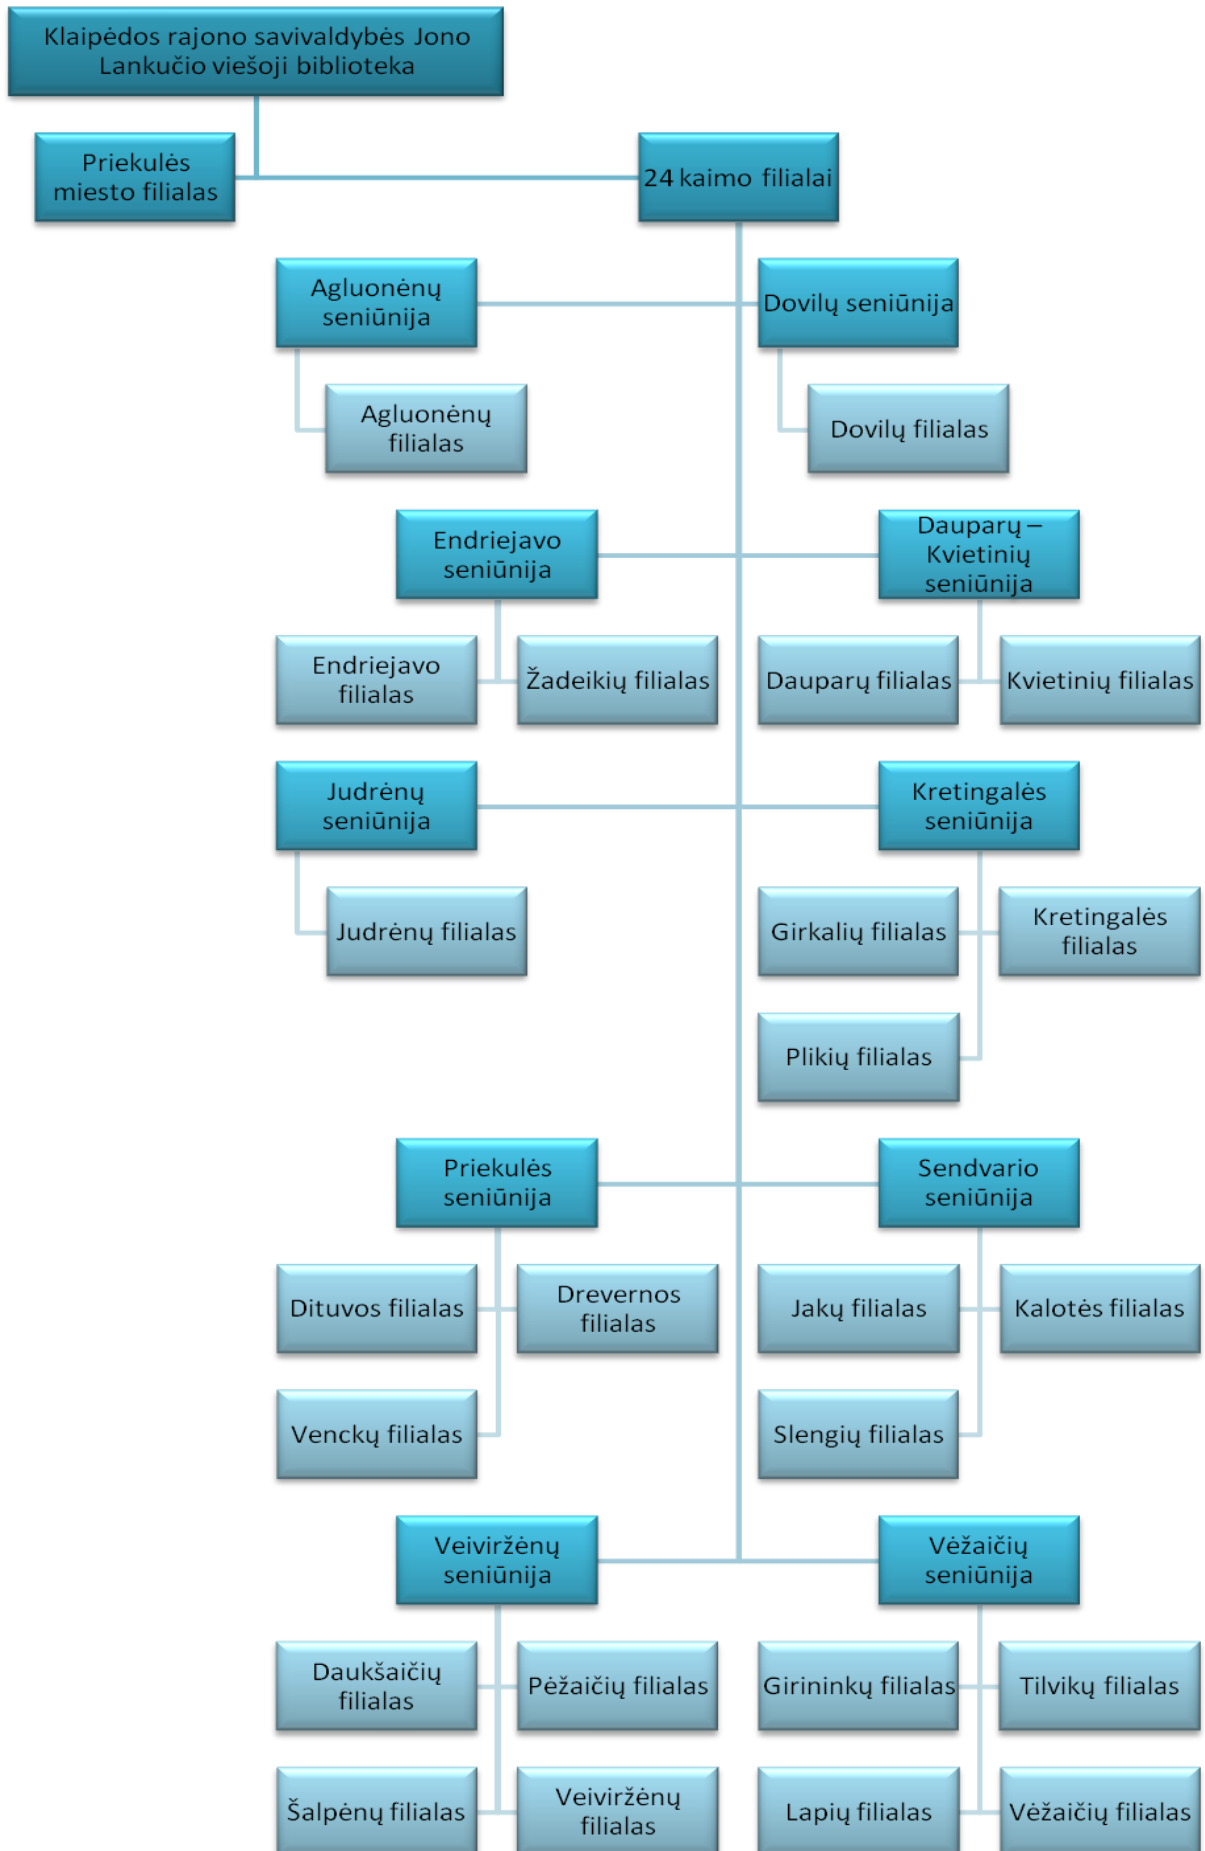 Klaipėdos rajono savivaldybės Jono
Lankučio viešoji biblioteka
Priekulės
miesto filialas
24 kaimo filialai
Agluonėnų
seniūnija
Dovilų seniūnija
Agluonėnų
filialas
Dovilų filialas
Endriejavo
seniūnija
Dauparų –
Kvietinių
seniūnija
Endriejavo
filialas
Žadeikių filialas
Dauparų filialas
Kvietinių filialas
Judrėnų
seniūnija
Kretingalės
seniūnija
Judrėnų filialas
Girkalių filialas
Kretingalės
filialas
Plikių filialas
Priekulės
seniūnija
Sendvario
seniūnija
Dituvos filialas
Drevernos
filialas
Jakų filialas
Kalotės filialas
Venckų filialas
Slengių filialas
Veiviržėnų
seniūnija
Vėžaičių
seniūnija
Daukšaičių
filialas
Pėžaičių filialas
Girininkų filialas
Tilvikų filialas
Šalpėnų filialas
Veiviržėnų
filialas
Lapių filialas
Vėžaičių filialas